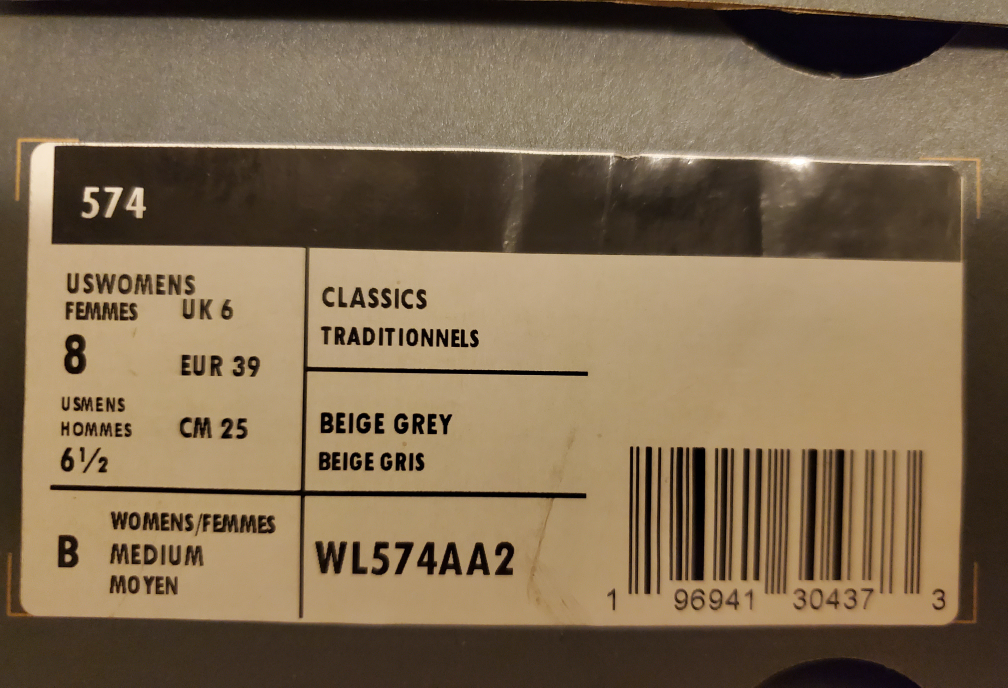 574
USWOMENS
FEMMES UK 6
8 EUR 39
USMENS
HOMMES CM 25
6½
B WOMENS/FEMMES
MEDIUM
MOYEN
CLASSICS
TRADITIONNELS
BEIGE GREY
BEIGE GRIS
WL574AA2
1 96941 30437 3